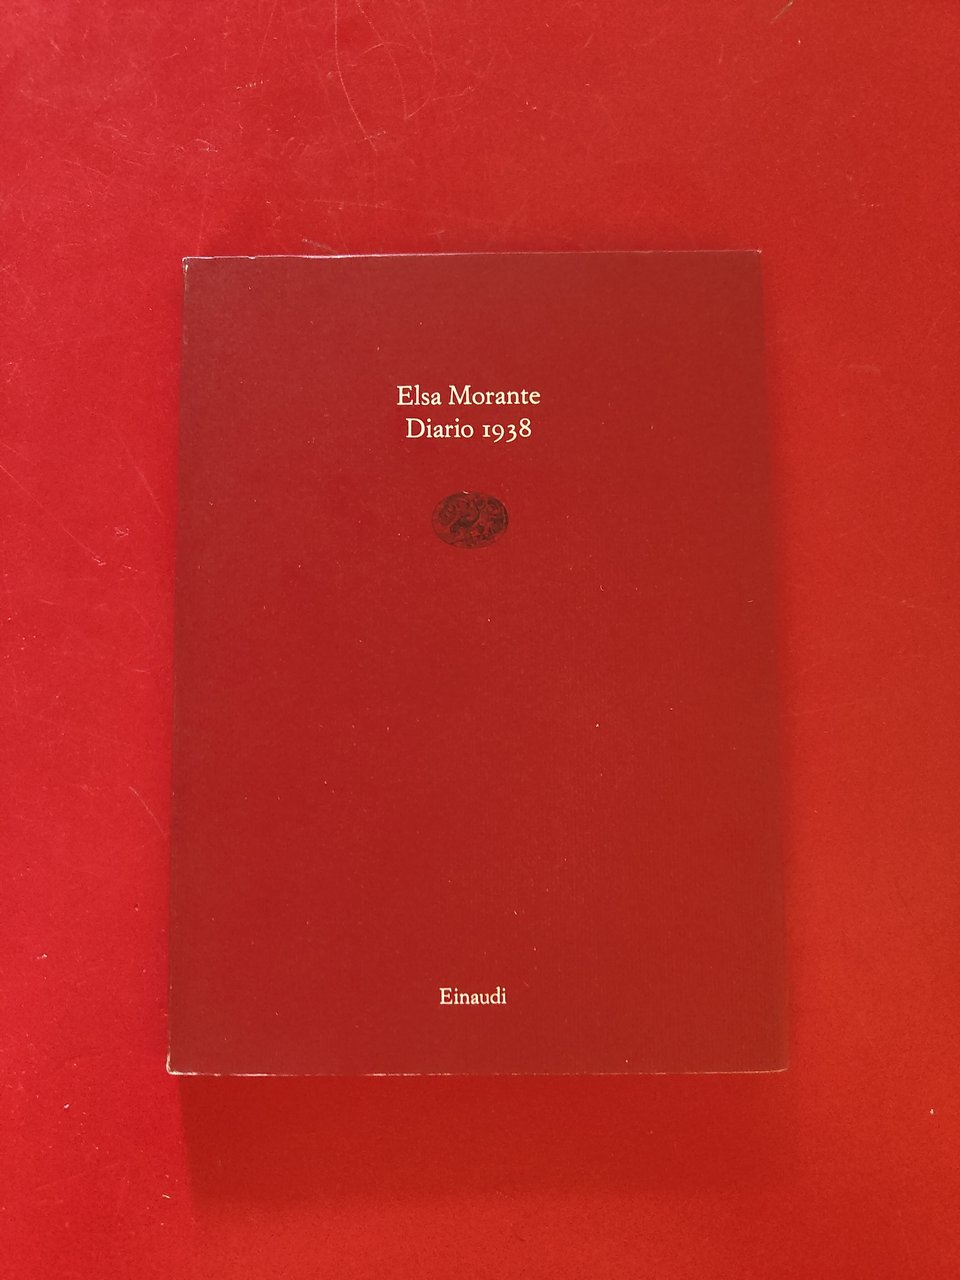 Elsa Morante
Diario 1938
Einaudi